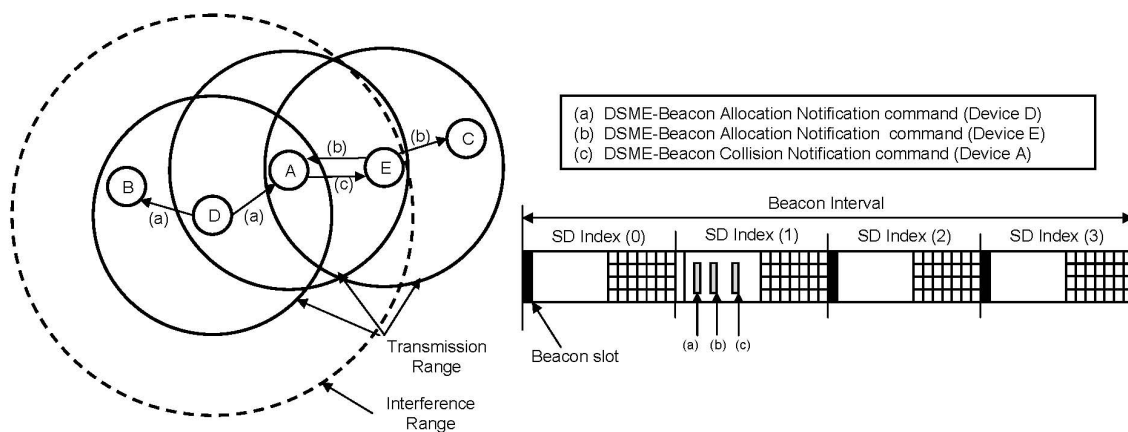 (a) DSME-Beacon Allocation Notification command (Device D)
(b) DSME-Beacon Allocation Notification command (Device E)
(c) DSME-Beacon Collision Notification command (Device A)
C
(b)
(b)
A
E
(c)
B
(a)
D
(a)
Transmission
Range
Interference
Range
Beacon Interval
SD Index (0)
SD Index (1)
SD Index (2)
SD Index (3)
(a)
(b)
(c)
Beacon slot